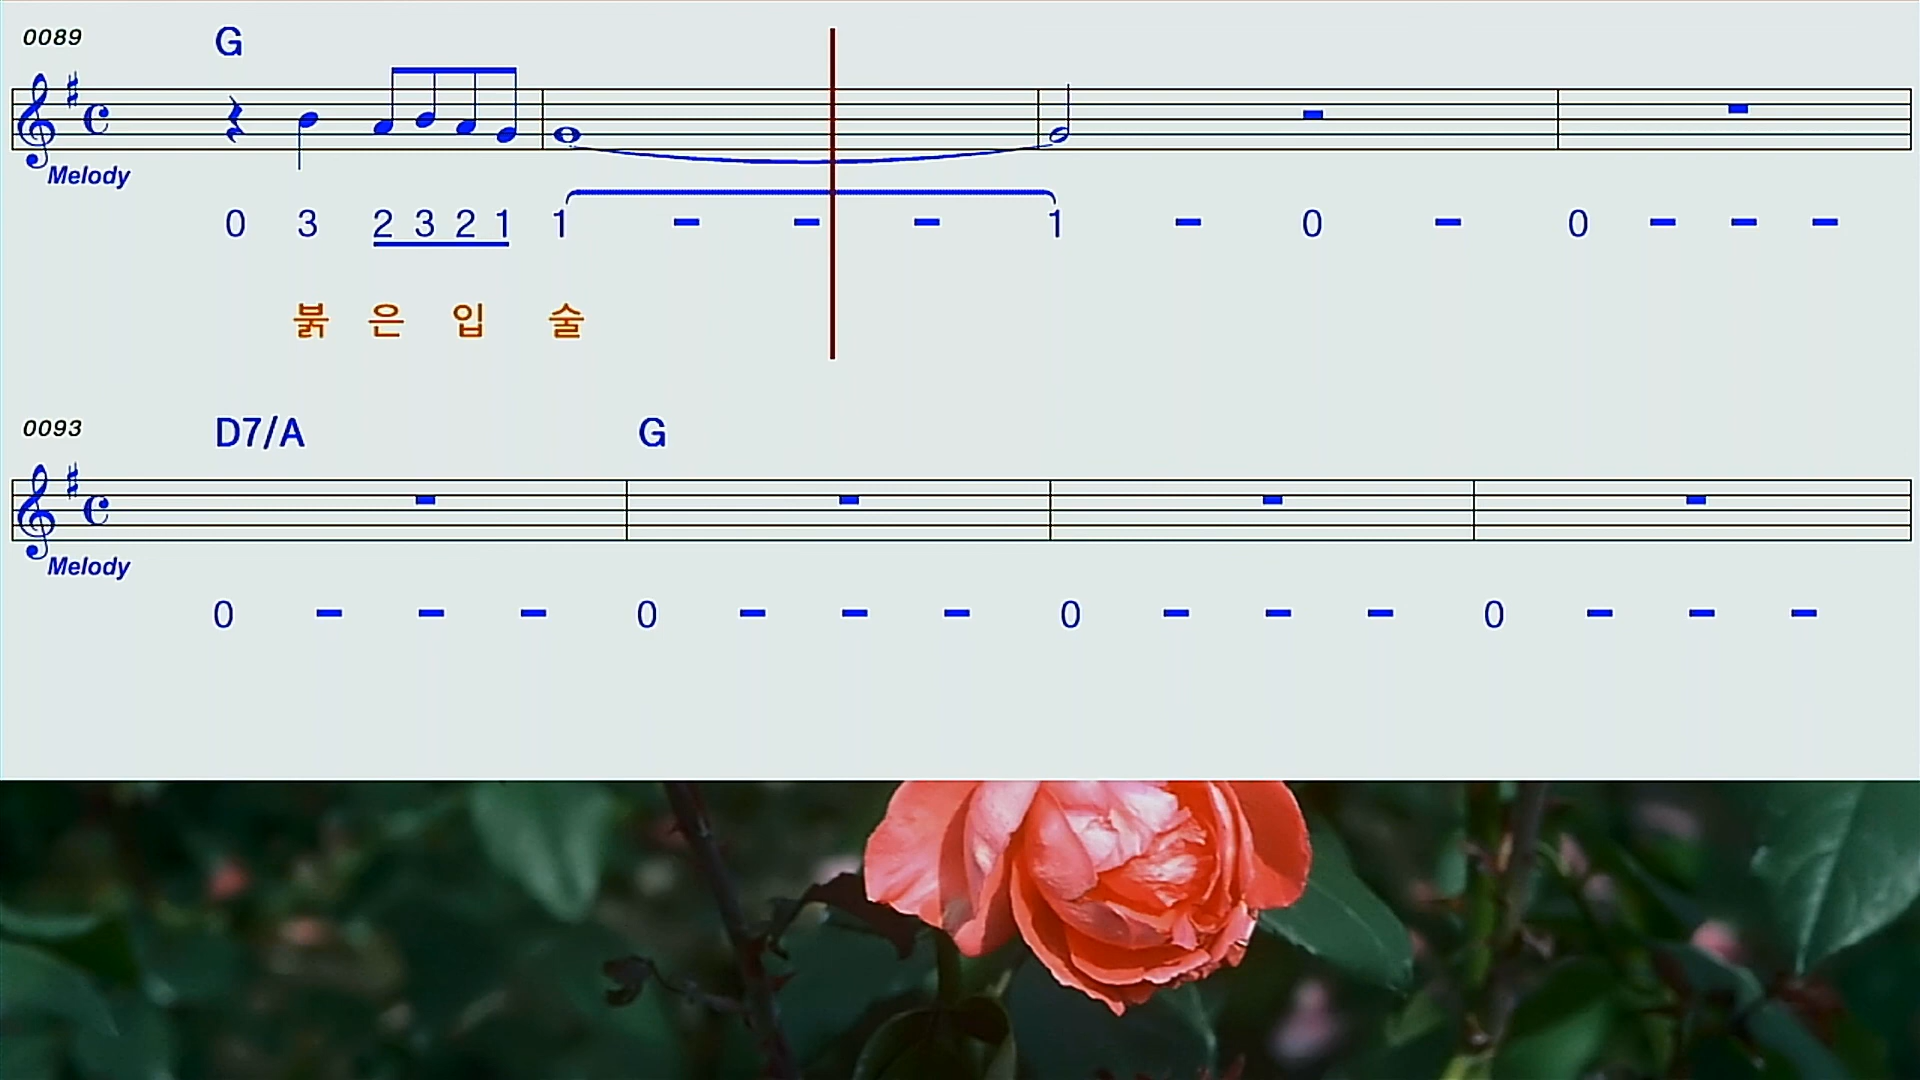 0089 G
Melody
0 3 2 3 2 1 1 - - - 1 - 0 - 0 - - -
붉 은 입 술
0093 D7/A G
Melody
0 - - - 0 - - - 0 - - - 0 - - -